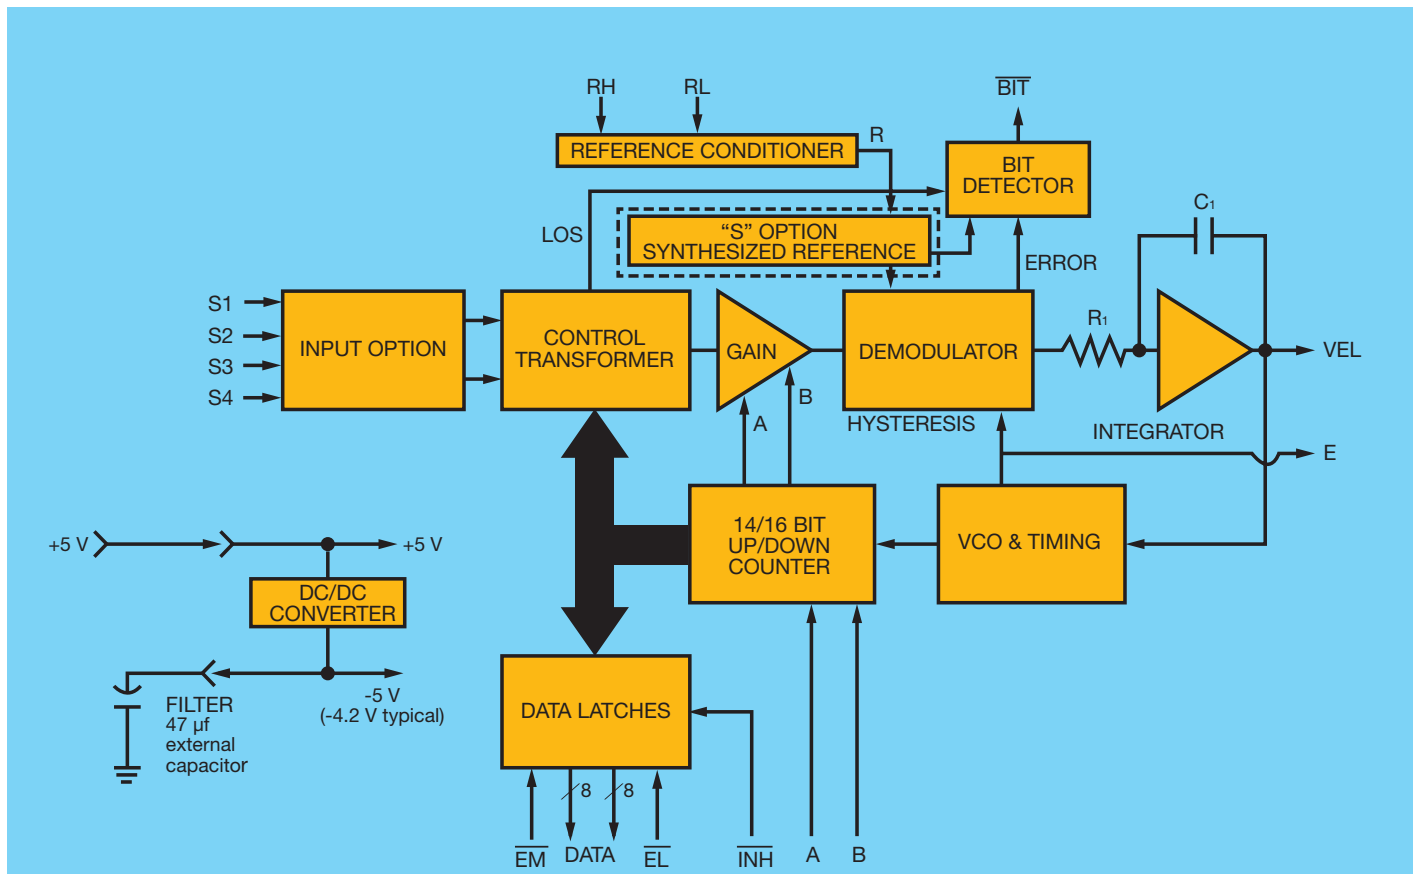 RH
RL
BIT
R
REFERENCE CONDITIONER
BIT
DETECTOR
C1
LOS
“S” OPTION
SYNTHESIZED REFERENCE
ERROR
S1
S2
S3
S4
INPUT OPTION
CONTROL
TRANSFORMER
GAIN
DEMODULATOR
R1
VEL
A
B
HYSTERESIS
INTEGRATOR
E
14/16 BIT
UP/DOWN
COUNTER
VCO & TIMING
+5 V
+5 V
DC/DC
CONVERTER
-5 V
(-4.2 V typical)
FILTER
47 µf
external
capacitor
DATA LATCHES
8
8
EM
DATA
EL
INH
A
B